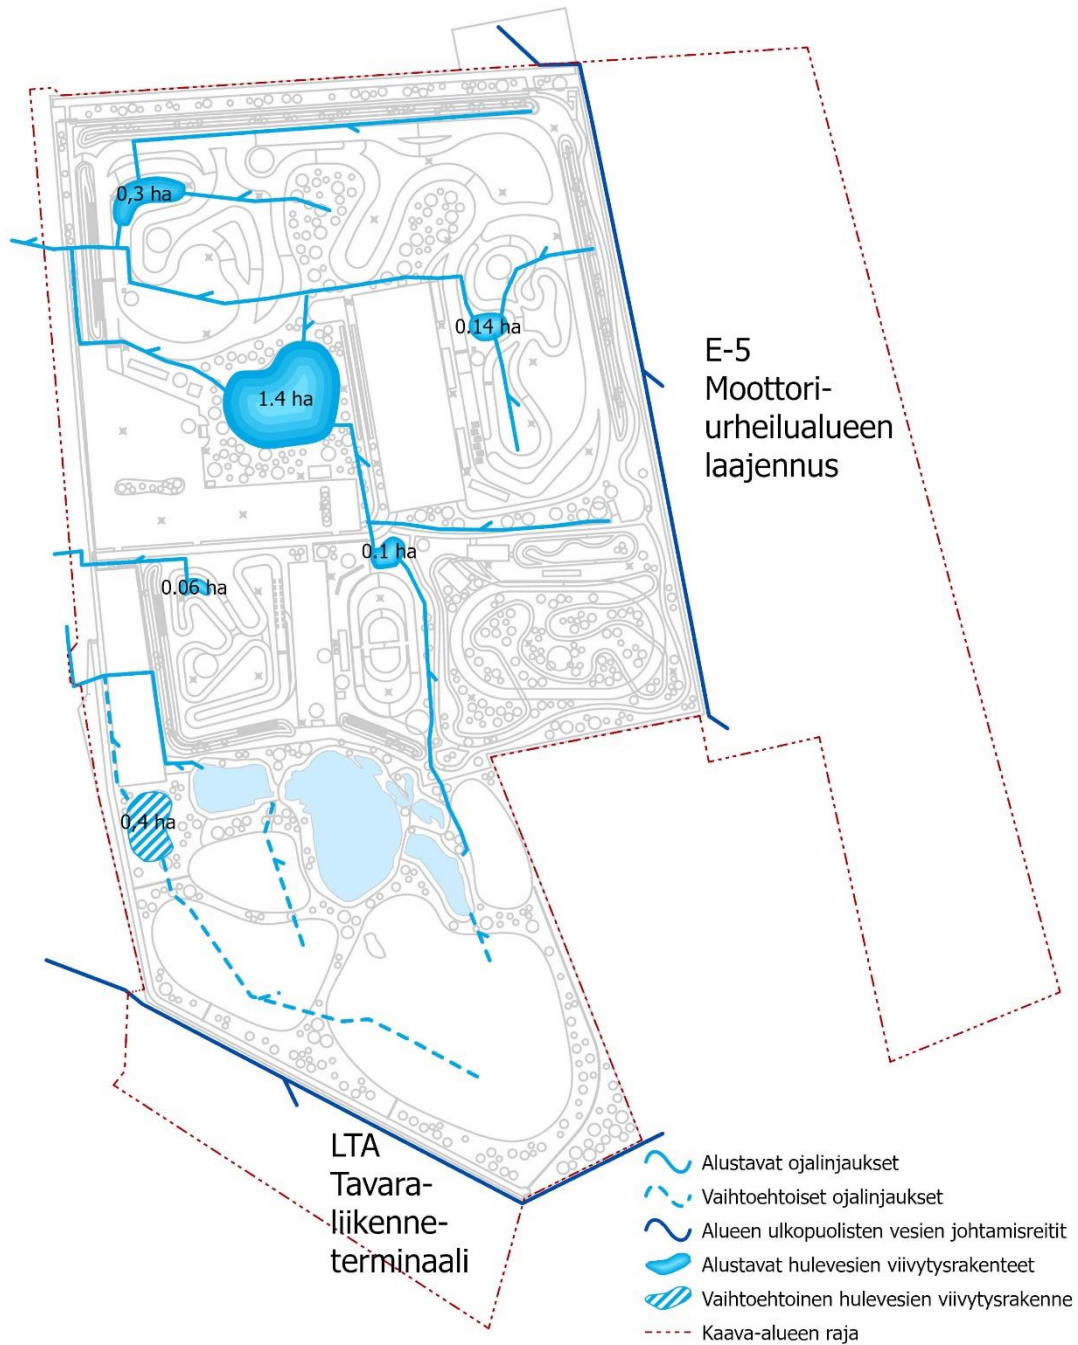 0,3 ha
0.14 ha
1.4 ha
E-5
Moottori-
urheilualueen
laajennus
0.1 ha
0.06 ha
0,4 ha
LTA
Tavara-
liikenne-
terminaali
Alustavat ojalinjaukset
Vaihtoehtoiset ojalinjaukset
Alueen ulkopuolisten vesien johtamisreitit
Alustavat hulevesien viivytysrakenteet
Vaihtoehtoinen hulevesien viivytysrakenne
Kaava-alueen raja